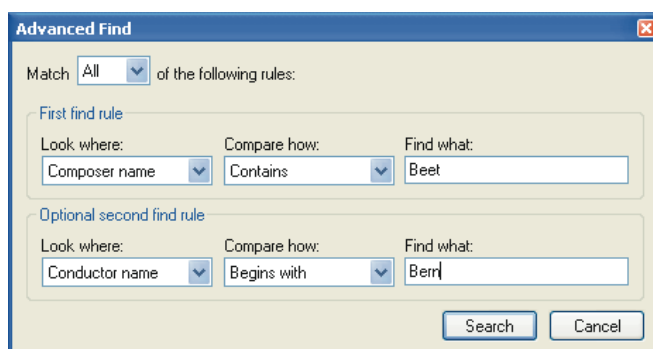 Advanced Find
Match All of the following rules:
First find rule
Look where: Compare how: Find what:
Composer name Contains Beet
Optional second find rule
Look where: Compare how: Find what:
Conductor name Begins with Bern
Search Cancel